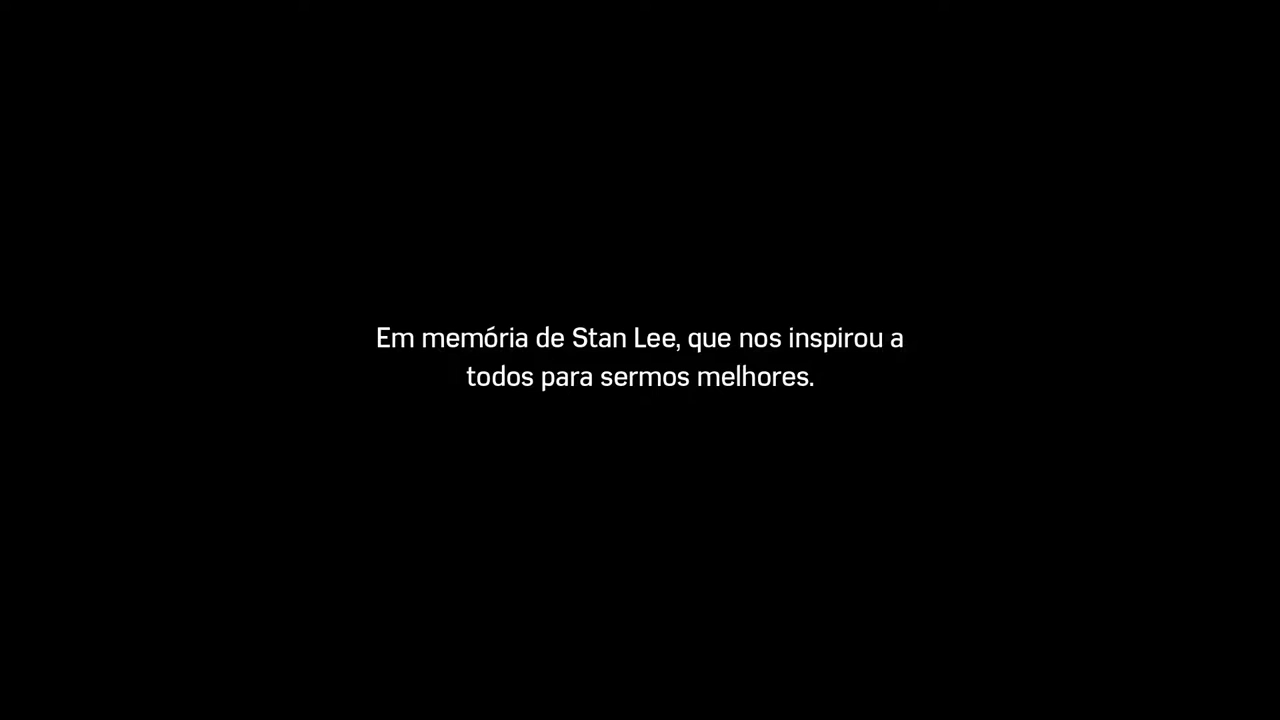 Em memória de Stan Lee, que nos inspirou a
todos para sermos melhores.